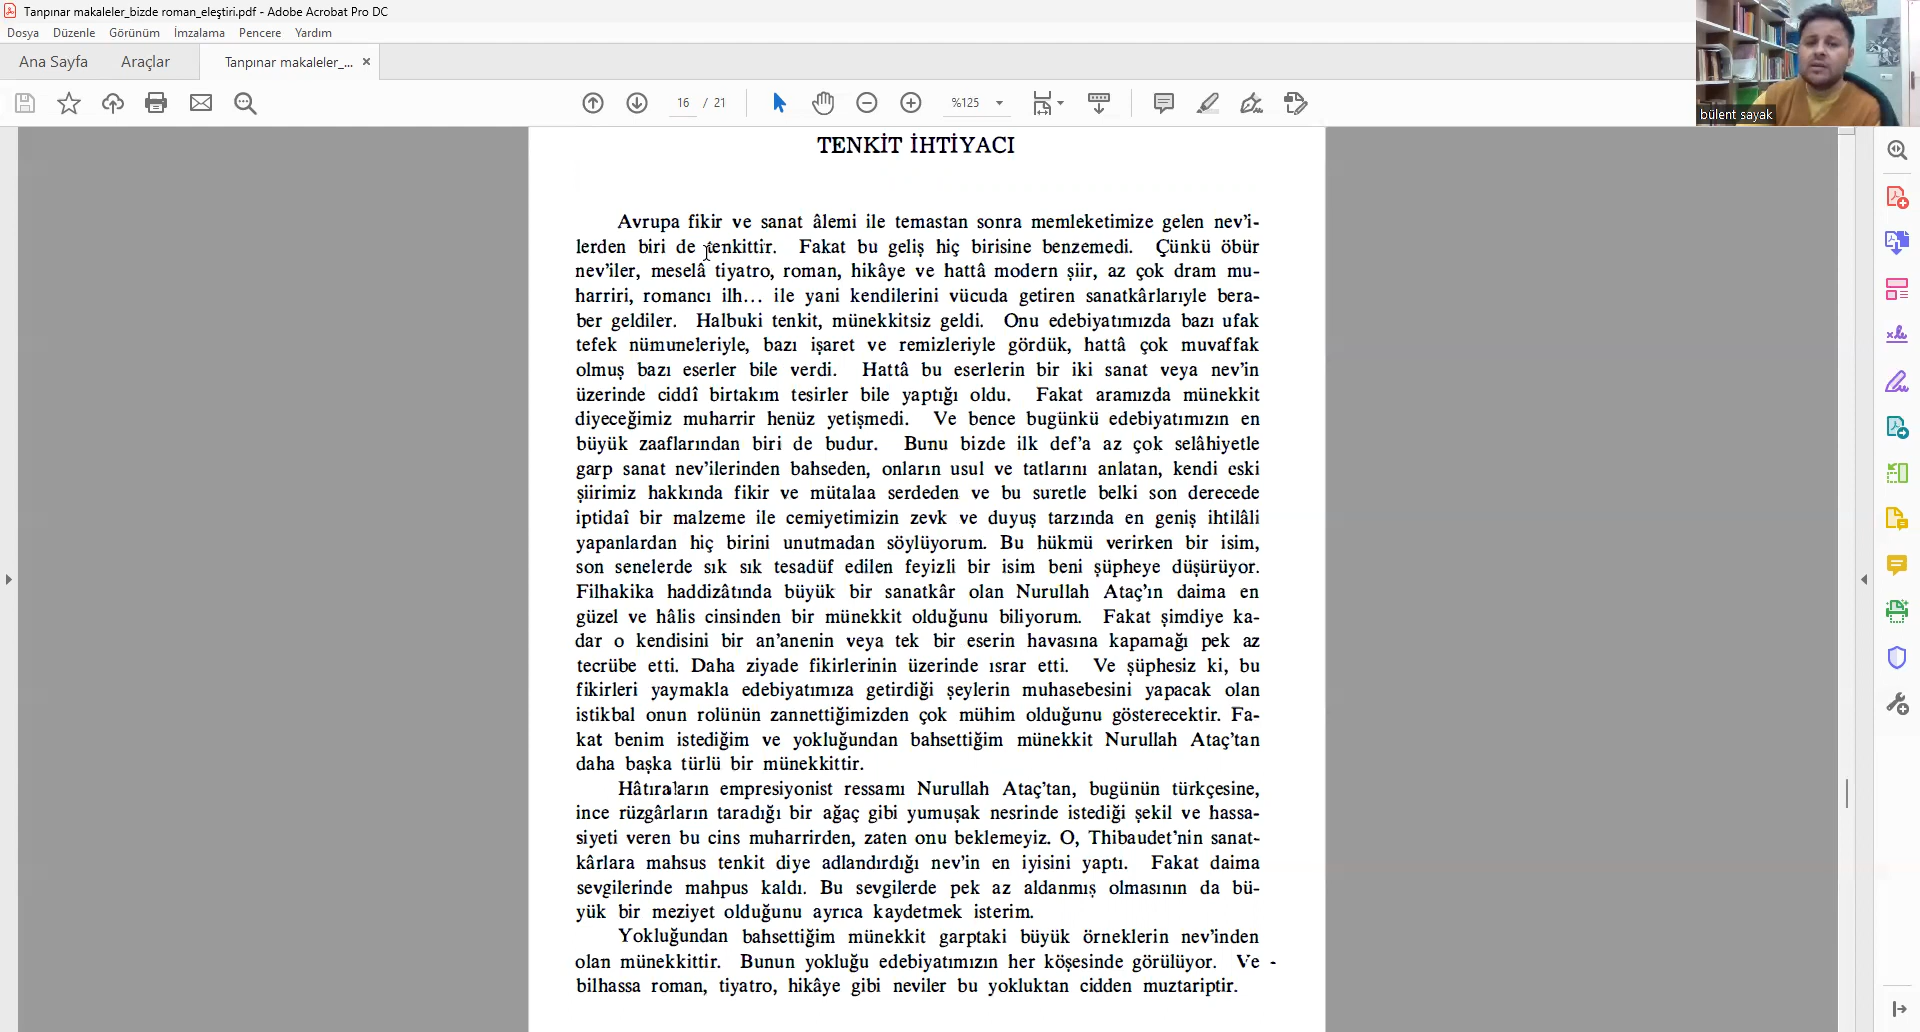 Tanpınar makaleler_bizde roman_eleştiri.pdf - Adobe Acrobat Pro DC
Dosya Düzenle Görünüm İmzalama Pencere Yardım
Ana Sayfa Araçlar Tanpınar makaleler_... ×
16 / 21 %125
bülent sayak
TENKİT İHTİYACI
Avrupa fikir ve sanat âlemi ile temastan sonra memleketimize gelen nev'i-
lerden biri de tenkittir. Fakat bu geliş hiç birisine benzemedi. Çünkü öbür
nev'iler, meselâ tiyatro, roman, hikâye ve hattâ modern şiir, az çok dram mu-
harriri, romancı ilh... ile yani kendilerini vücuda getiren sanatkârlarıyle bera-
ber geldiler. Halbuki tenkit, münekkitsiz geldi. Onu edebiyatımızda bazı ufak
tefek nümuneleriyle, bazı işaret ve remizleriyle gördük, hattâ çok muvaffak
olmuş bazı eserler bile verdi. Hattâ bu eserlerin bir iki sanat veya nev'in
üzerinde ciddî birtakım tesirler bile yaptığı oldu. Fakat aramızda münekkit
diyeceğimiz muharrir henüz yetişmedi. Ve bence bugünkü edebiyatımızın en
büyük zaaflarından biri de budur. Bunu bizde ilk def'a az çok selâhiyetle
garp sanat nev'ilerinden bahseden, onların usul ve tatlarını anlatan, kendi eski
şiirimiz hakkında fikir ve mütalaa serdeden ve bu suretle belki son derecede
iptidaî bir malzeme ile cemiyetimizin zevk ve duyuş tarzında en geniş ihtilâli
yapanlardan hiç birini unutmadan söylüyorum. Bu hükmü verirken bir isim,
son senelerde sık sık tesadüf edilen feyizli bir isim beni şüpheye düşürüyor.
Filhakika haddizâtında büyük bir sanatkâr olan Nurullah Ataç'ın daima en
güzel ve hâlis cinsinden bir münekkit olduğunu biliyorum. Fakat şimdiye ka-
dar o kendisini bir an'anenin veya tek bir eserin havasına kapamağı pek az
tecrübe etti. Daha ziyade fikirlerinin üzerinde ısrar etti. Ve şüphesiz ki, bu
fikirleri yaymakla edebiyatımıza getirdiği şeylerin muhasebesini yapacak olan
istikbal onun rolünün zannettiğimizden çok mühim olduğunu gösterecektir. Fa-
kat benim istediğim ve yokluğundan bahsettiğim münekkit Nurullah Ataç'tan
daha başka türlü bir münekkittir.
Hâtıraların empresiyonist ressamı Nurullah Ataç'tan, bugünün türkçesine,
ince rüzgârların taradığı bir ağaç gibi yumuşak nesrinde istediği şekil ve hassa-
siyeti veren bu cins muharrirden, zaten onu beklemeyiz. O, Thibaudet'nin sanat-
kârlara mahsus tenkit diye adlandırdığı nev'in en iyisini yaptı. Fakat daima
sevgilerinde mahpus kaldı. Bu sevgilerde pek az aldanmış olmasının da bü-
yük bir meziyet olduğunu ayrıca kaydetmek isterim.
Yokluğundan bahsettiğim münekkit garptaki büyük örneklerin nev'inden
olan münekkittir. Bunun yokluğu edebiyatımızın her köşesinde görülüyor. Ve -
bilhassa roman, tiyatro, hikâye gibi neviler bu yokluktan cidden muztariptir.